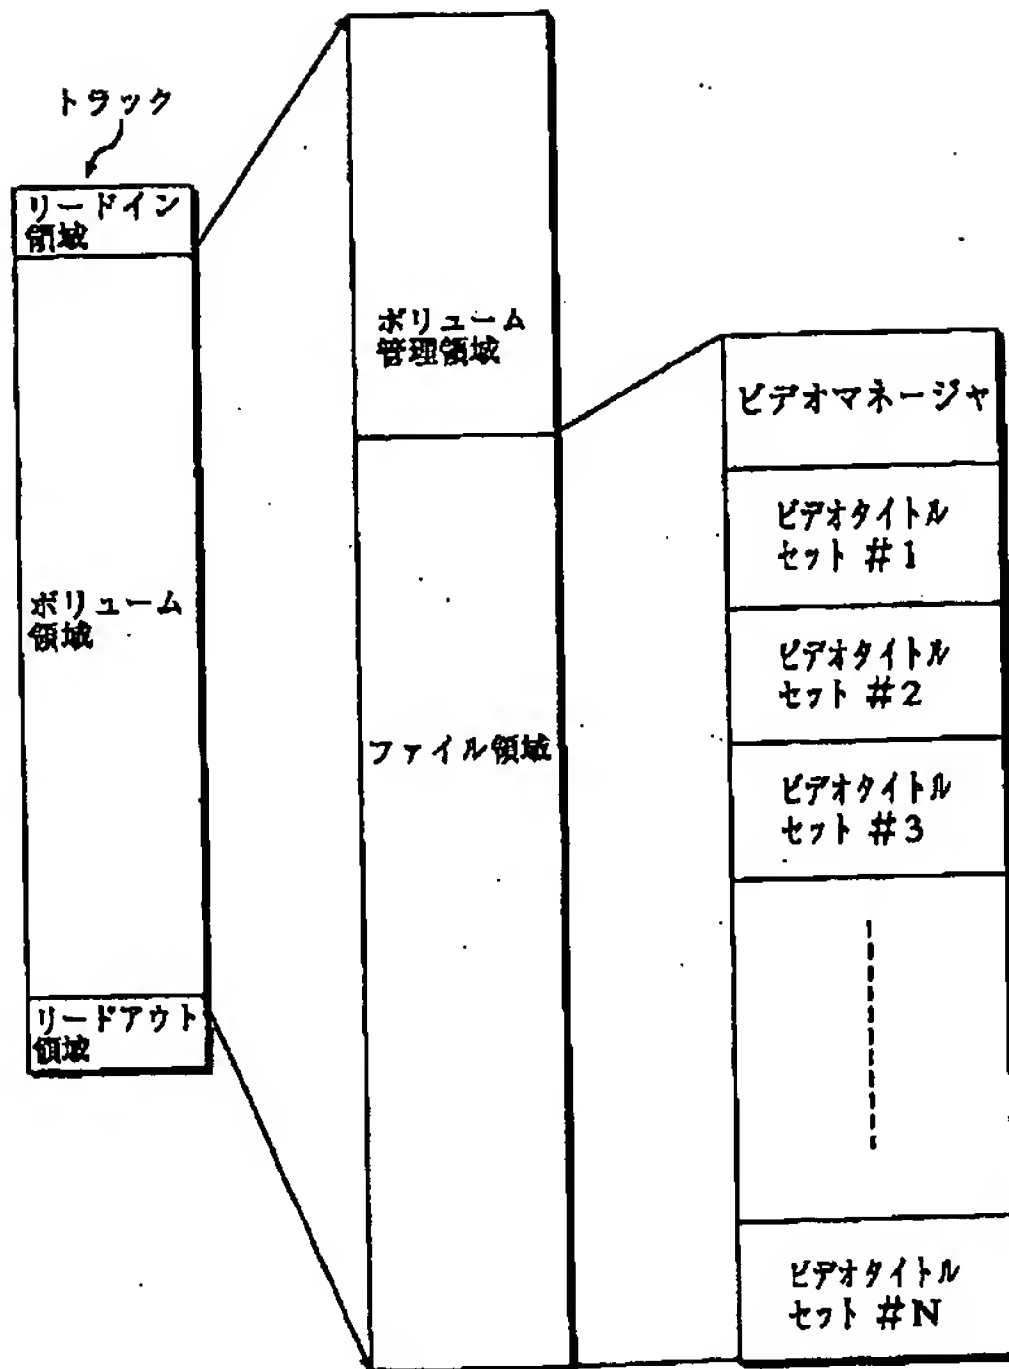 トラック
リードイン
領域
ボリューム
領域
リードアウト
領域
ボリューム
管理領域
ファイル領域
ビデオマネージャ
ビデオタイトル
セット #1
ビデオタイトル
セット #2
ビデオタイトル
セット #3
ビデオタイトル
セット #N